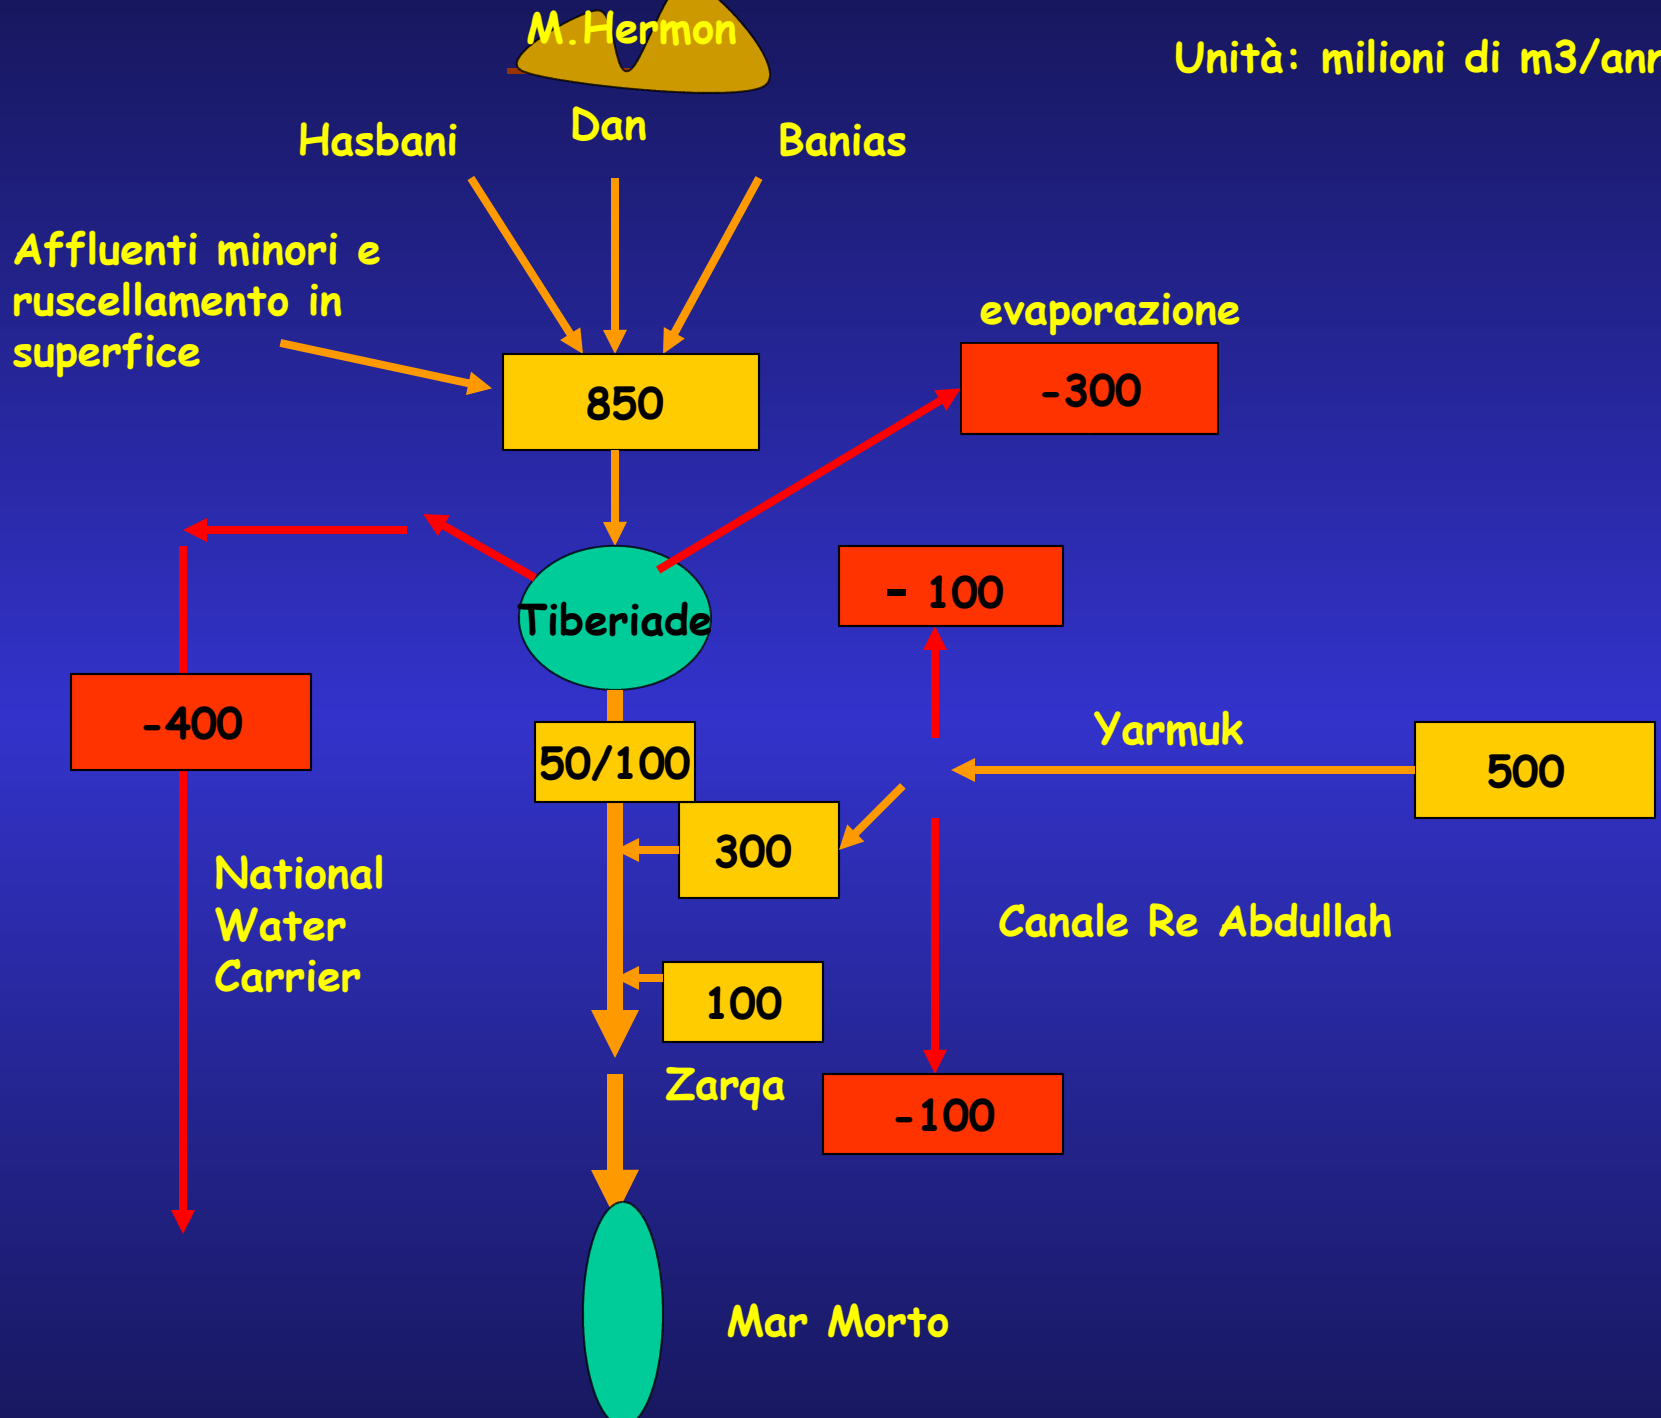 M.Hermon
Unità: milioni di m3/anr
Hasbani
Dan
Banias
Affluenti minori e
ruscellamento in
superfice
evaporazione
850
-300
Tiberiade
- 100
-400
50/100
Yarmuk
500
300
National
Water
Carrier
Canale Re Abdullah
100
Zarqa
-100
Mar Morto